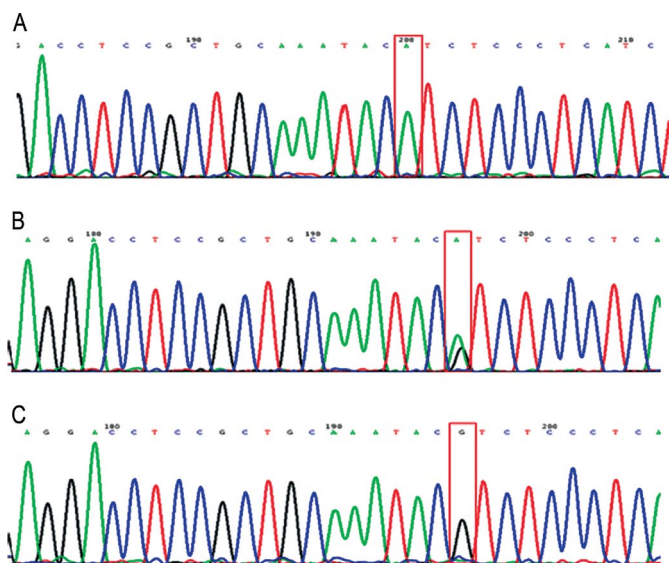 A
190 200 210
G A C C T C C G C T G C A A A T A C A T C T C C C T C A T C
B
180 190 200
A G G A C C T C C G C T G C A A A T A C A T C T C C C T C A
C
180 190 200
A G G A C C T C C G C T G C A A A T A C G T C T C C C T C A